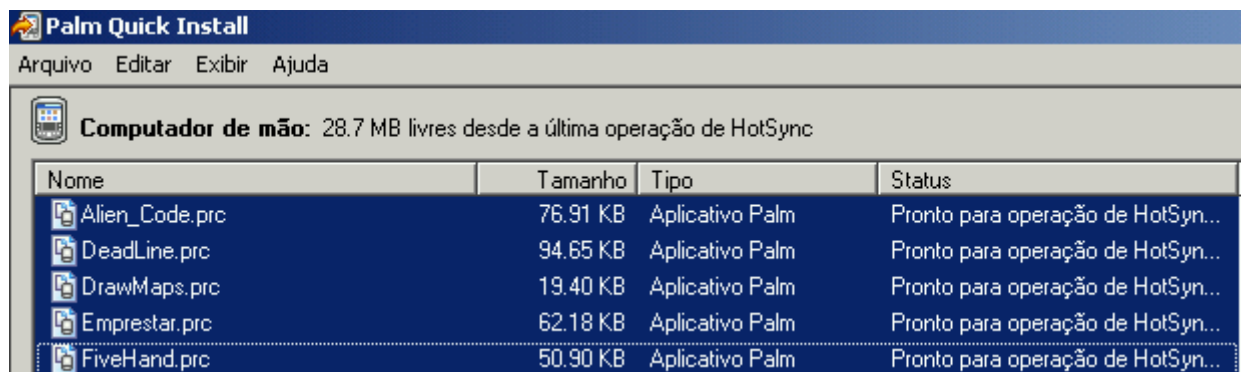 Palm Quick Install
Arquivo Editar Exibir Ajuda
Computador de mão: 28.7 MB livres desde a última operação de HotSync
Nome Tamanho Tipo Status
Alien_Code.prc 76.91 KB Aplicativo Palm Pronto para operação de HotSyn...
DeadLine.prc 94.65 KB Aplicativo Palm Pronto para operação de HotSyn...
DrawMaps.prc 19.40 KB Aplicativo Palm Pronto para operação de HotSyn...
Emprestar.prc 62.18 KB Aplicativo Palm Pronto para operação de HotSyn...
FiveHand.prc 50.90 KB Aplicativo Palm Pronto para operação de HotSyn...